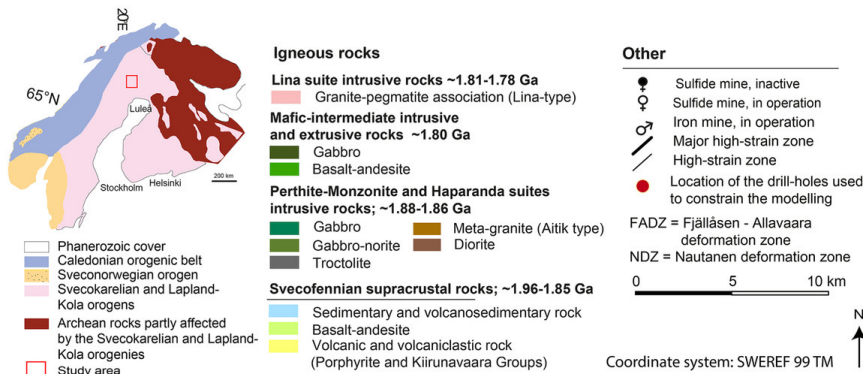 20°E
65°N
Luleå
Stockholm
Helsinki
200 km
Phanerozoic cover
Caledonian orogenic belt
Sveconorwegian orogen
Svecokarelian and Lapland-
Kola orogens
Archean rocks partly affected
by the Svecokarelian and Lapland-
Kola orogenies
Study area
Igneous rocks
Lina suite intrusive rocks ~1.81-1.78 Ga
Granite-pegmatite association (Lina-type)
Mafic-intermediate intrusive
and extrusive rocks ~1.80 Ga
Gabbro
Basalt-andesite
Perthite-Monzonite and Haparanda suites
intrusive rocks; ~1.88-1.86 Ga
Gabbro
Gabbro-norite
Troctolite
Meta-granite (Aitik type)
Diorite
Svecofennian supracrustal rocks; ~1.96-1.85 Ga
Sedimentary and volcanosedimentary rock
Basalt-andesite
Volcanic and volcaniclastic rock
(Porphyrite and Kiirunavaara Groups)
Other
Sulfide mine, inactive
Sulfide mine, in operation
Iron mine, in operation
Major high-strain zone
High-strain zone
Location of the drill-holes used
to constrain the modelling
FADZ = Fjällåsen - Allavaara
deformation zone
NDZ = Nautanen deformation zone
0 5 10 km
N
Coordinate system: SWEREF 99 TM